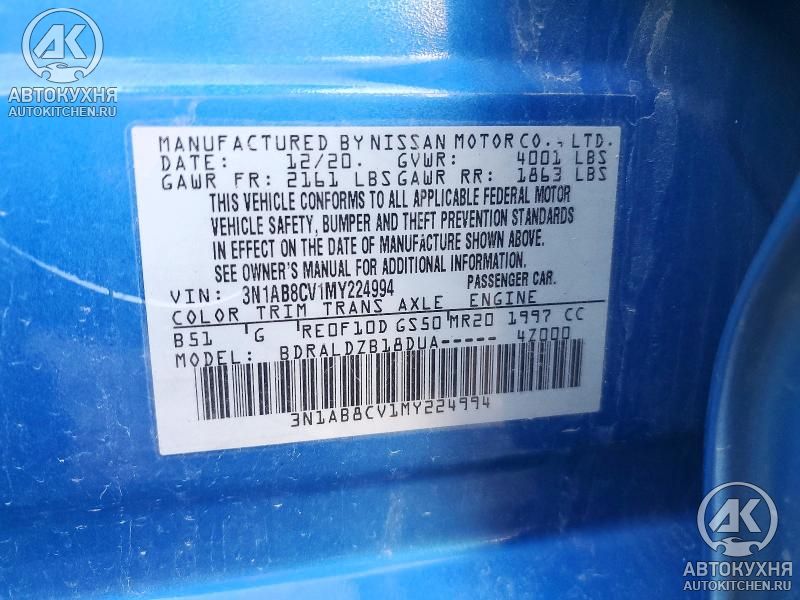 АК
АВТОКУХНЯ
AUTOKITCHEN.RU
MANUFACTURED BY NISSAN MOTOR CO., LTD.
DATE: 12/20. GVWR: 4001 LBS
GAWR FR: 2161 LBS GAWR RR: 1863 LBS
THIS VEHICLE CONFORMS TO ALL APPLICABLE FEDERAL MOTOR
VEHICLE SAFETY, BUMPER AND THEFT PREVENTION STANDARDS
IN EFFECT ON THE DATE OF MANUFACTURE SHOWN ABOVE.
SEE OWNER'S MANUAL FOR ADDITIONAL INFORMATION.
VIN: 3N1AB8CV1MY224994 PASSENGER CAR.
COLOR TRIM TRANS AXLE ENGINE
B51 G RE0F10D GS50 MR20 1997 CC
MODEL: BDRALDZB18DUA----- 4Z000
3N1AB8CV1MY224994
АК
АВТОКУХНЯ
AUTOKITCHEN.RU